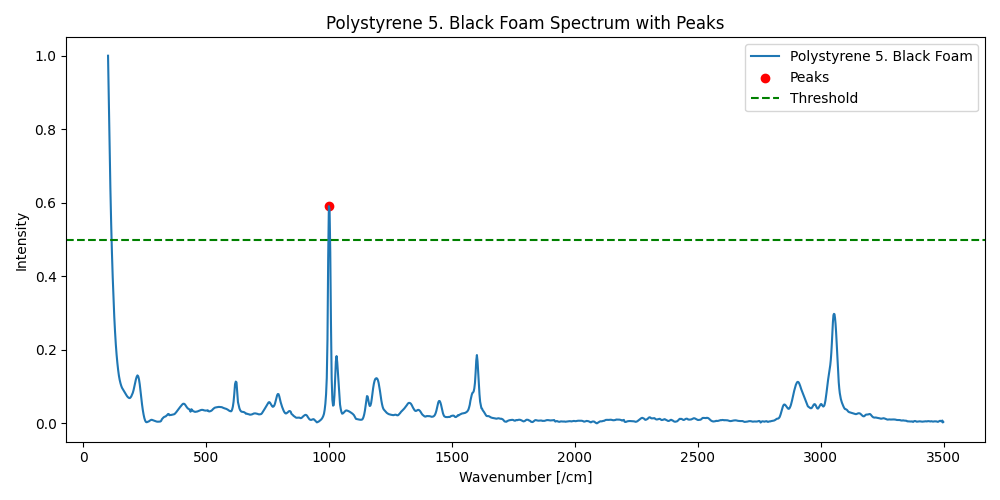 Polystyrene 5. Black Foam Spectrum with Peaks
Polystyrene 5. Black Foam
Peaks
Threshold
Intensity
1.0
0.8
0.6
0.4
0.2
0.0
0 500 1000 1500 2000 2500 3000 3500
Wavenumber [/cm]